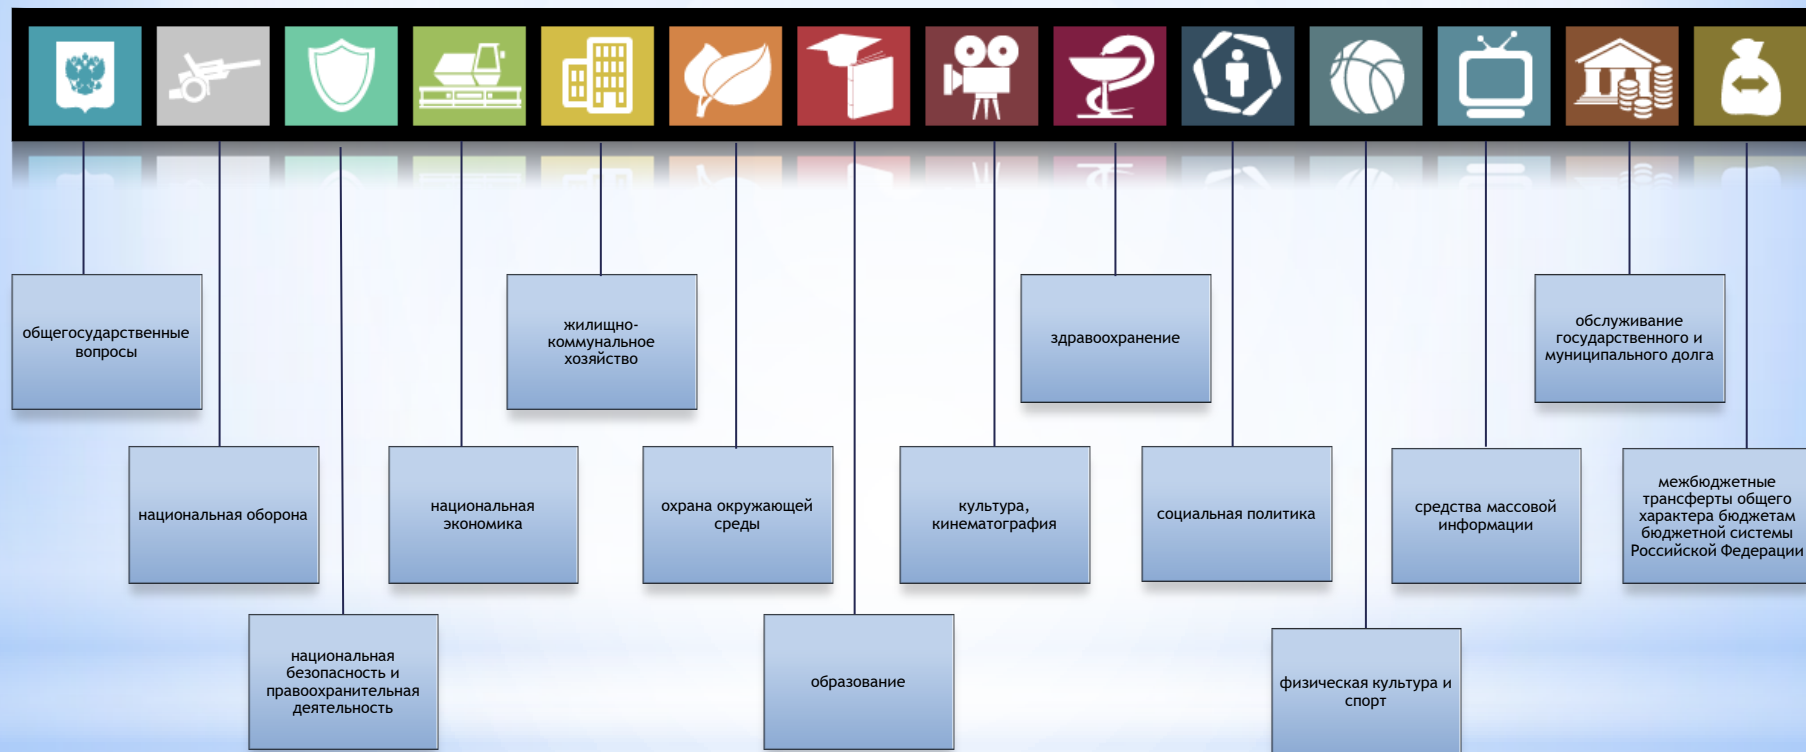 общегосударственные
вопросы
жилищно-
коммунальное
хозяйство
здравоохранение
обслуживание
государственного и
муниципального долга
национальная оборона
национальная
экономика
охрана окружающей
среды
культура,
кинематография
социальная политика
средства массовой
информации
межбюджетные
трансферты общего
характера бюджетам
бюджетной системы
Российской Федерации
национальная
безопасность и
правоохранительная
деятельность
образование
физическая культура и
спорт